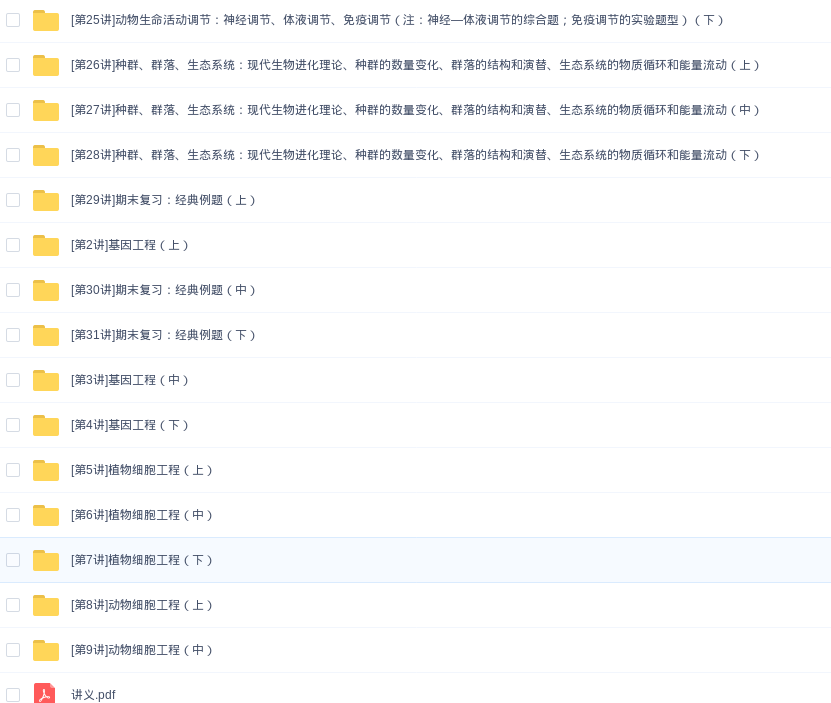 [第25讲]动物生命活动调节：神经调节、体液调节、免疫调节（注：神经—体液调节的综合题；免疫调节的实验题型）（下）
[第26讲]种群、群落、生态系统：现代生物进化理论、种群的数量变化、群落的结构和演替、生态系统的物质循环和能量流动（上）
[第27讲]种群、群落、生态系统：现代生物进化理论、种群的数量变化、群落的结构和演替、生态系统的物质循环和能量流动（中）
[第28讲]种群、群落、生态系统：现代生物进化理论、种群的数量变化、群落的结构和演替、生态系统的物质循环和能量流动（下）
[第29讲]期末复习：经典例题（上）
[第2讲]基因工程（上）
[第30讲]期末复习：经典例题（中）
[第31讲]期末复习：经典例题（下）
[第3讲]基因工程（中）
[第4讲]基因工程（下）
[第5讲]植物细胞工程（上）
[第6讲]植物细胞工程（中）
[第7讲]植物细胞工程（下）
[第8讲]动物细胞工程（上）
[第9讲]动物细胞工程（中）
讲义.pdf